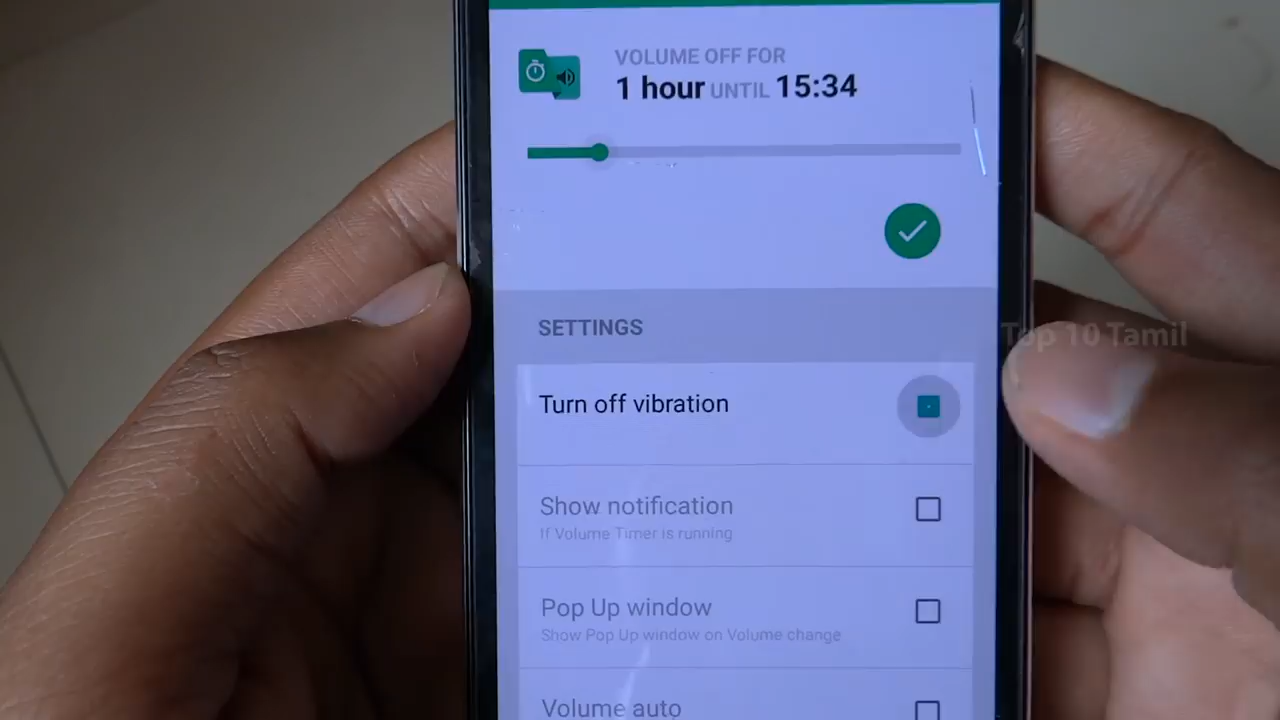 VOLUME OFF FOR
1 hour UNTIL 15:34
SETTINGS
Top 10 Tamil
Turn off vibration
Show notification
If Volume Timer is running
Pop Up window
Show Pop Up window on Volume change
Volume auto